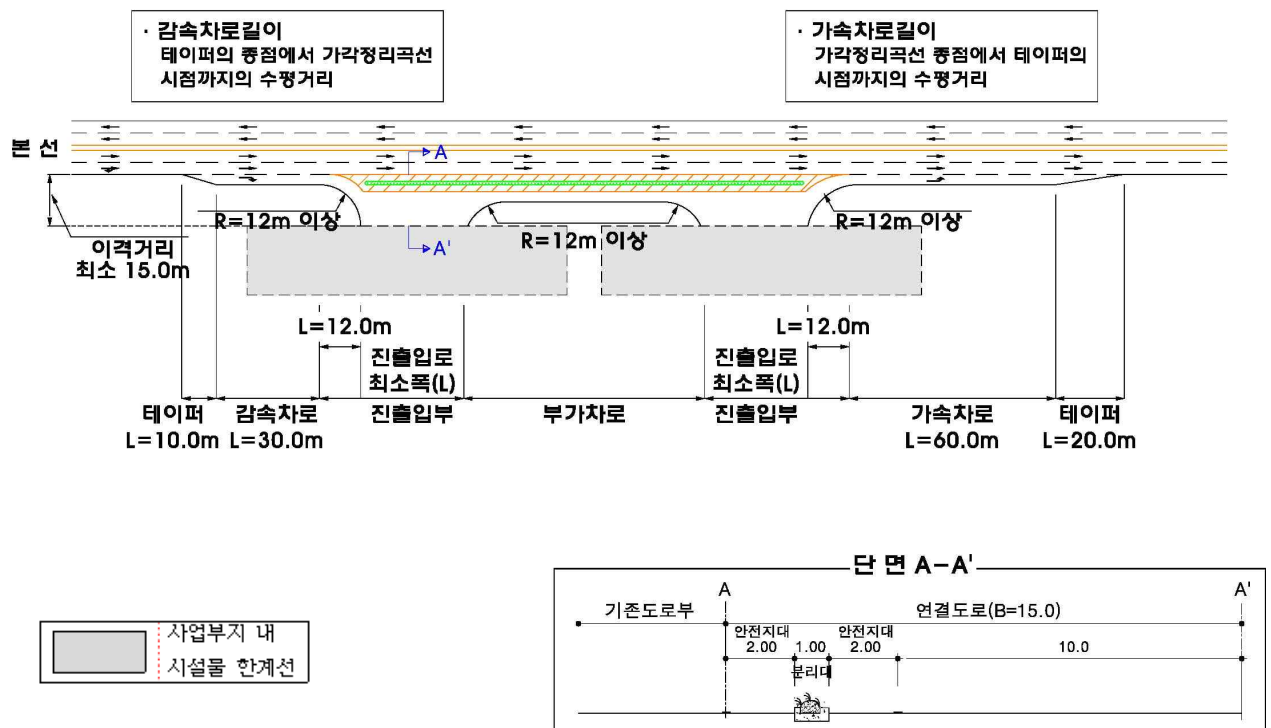 · 감속차로길이
테이퍼의 종점에서 가각정리곡선
시점까지의 수평거리
· 가속차로길이
가각정리곡선 종점에서 테이퍼의
시점까지의 수평거리
본 선
A
R=12m 이상
R=12m 이상
R=12m 이상
A'
이격거리
최소 15.0m
L=12.0m
L=12.0m
진출입로
최소폭(L)
진출입로
최소폭(L)
테이퍼
L=10.0m
감속차로
L=30.0m
진출입부
부가차로
진출입부
가속차로
L=60.0m
테이퍼
L=20.0m
사업부지 내
시설물 한계선
단 면 A-A'
A
A'
기존도로부
연결도로(B=15.0)
안전지대
2.00
1.00
분리대
안전지대
2.00
10.0